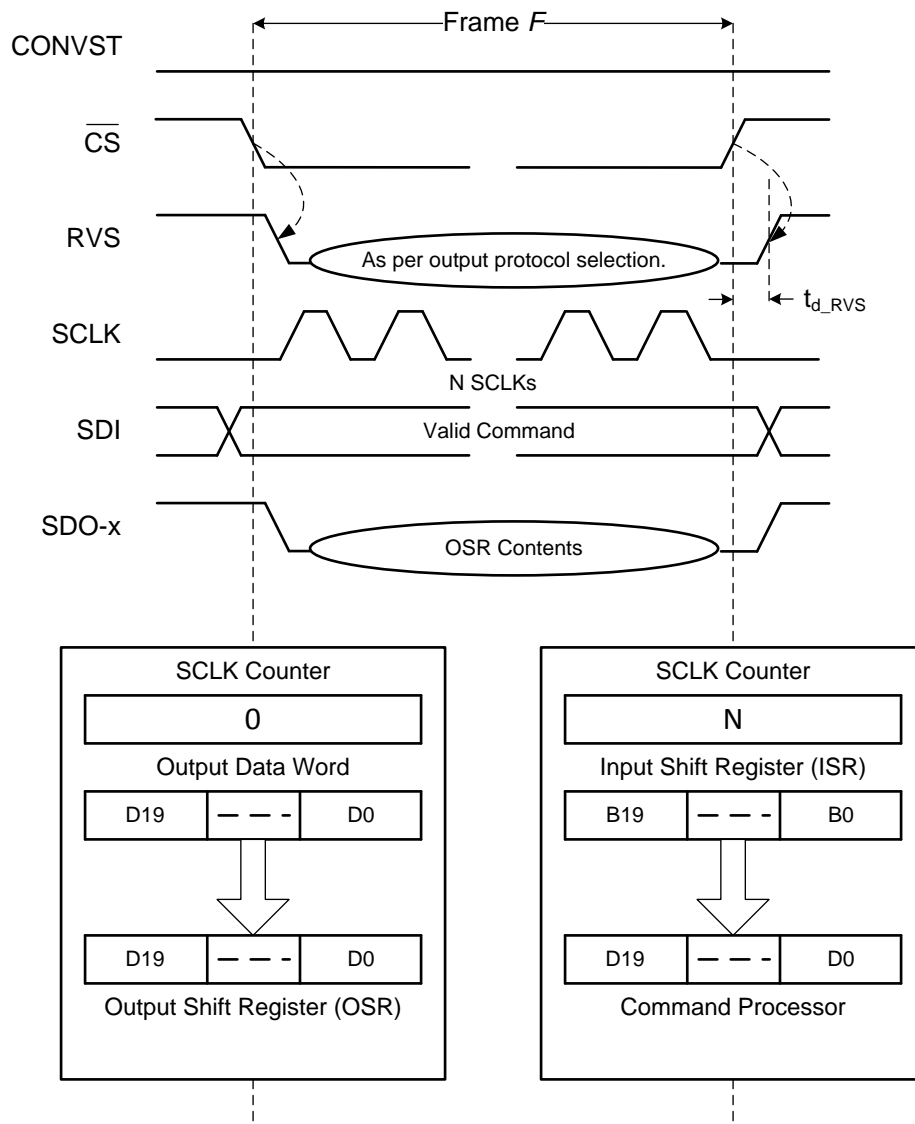 Frame F
CONVST
CS
RVS
As per output protocol selection.
td_RVS
SCLK
N SCLKs
SDI
Valid Command
SDO-x
OSR Contents
SCLK Counter
0
Output Data Word
D19 D0
D19 D0
Output Shift Register (OSR)
SCLK Counter
N
Input Shift Register (ISR)
B19 B0
D19 D0
Command Processor